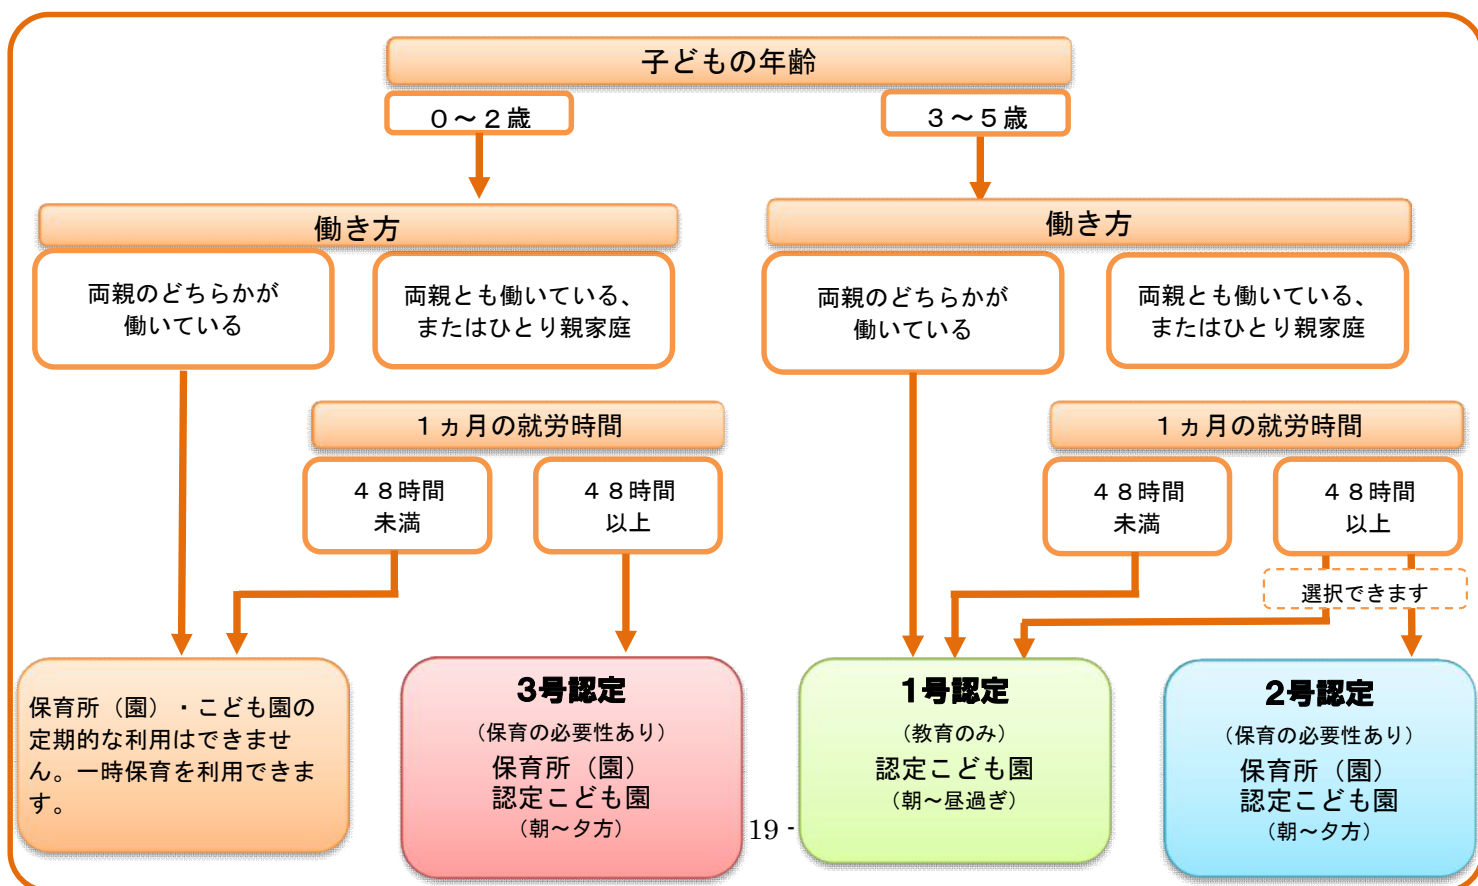 子どもの年齢
０～２歳
３～５歳
働き方
両親のどちらかが
働いている
両親とも働いている、
またはひとり親家庭
働き方
両親のどちらかが
働いている
両親とも働いている、
またはひとり親家庭
１ヵ月の就労時間
４８時間
未満
４８時間
以上
１ヵ月の就労時間
４８時間
未満
４８時間
以上
選択できます
保育所（園）・こども園の
定期的な利用はできませ
ん。一時保育を利用できま
す。
3号認定
（保育の必要性あり）
保育所（園）
認定こども園
（朝～夕方）
1号認定
（教育のみ）
認定こども園
（朝～昼過ぎ）
2号認定
（保育の必要性あり）
保育所（園）
認定こども園
（朝～夕方）
19 -